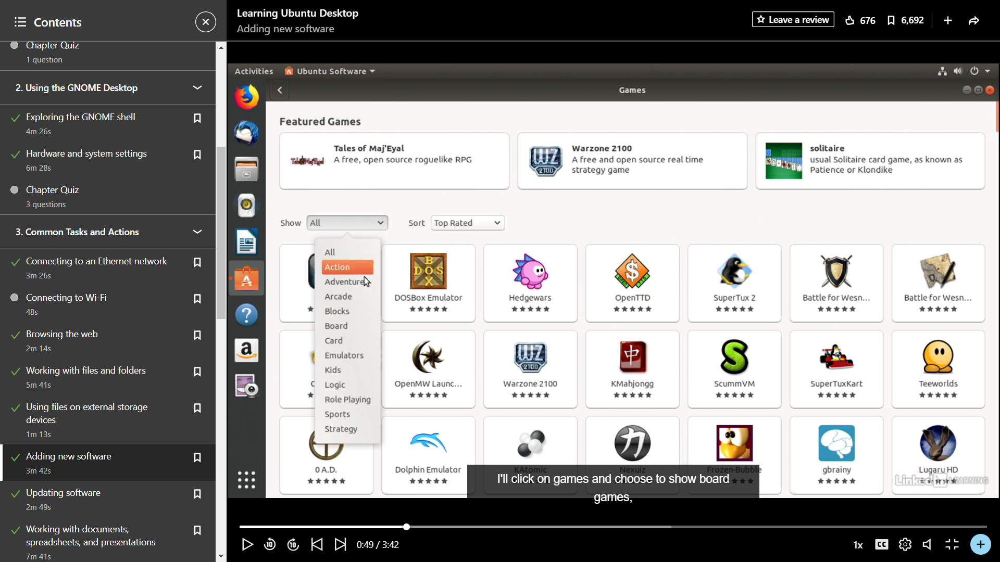 Contents
Chapter Quiz
1 question
2. Using the GNOME Desktop
Exploring the GNOME shell
4m 26s
Hardware and system settings
6m 28s
Chapter Quiz
3 questions
3. Common Tasks and Actions
Connecting to an Ethernet network
3m 26s
Connecting to Wi-Fi
48s
Browsing the web
2m 14s
Working with files and folders
5m 41s
Using files on external storage
devices
1m 13s
Adding new software
3m 42s
Updating software
2m 49s
Working with documents,
spreadsheets, and presentations
7m 41s
Learning Ubuntu Desktop
Adding new software
Leave a review
676
6,692
Activities
Ubuntu Software
Games
Featured Games
Tales of Maj'Eyal
A free, open source roguelike RPG
Warzone 2100
A free and open source real time
strategy game
solitaire
usual Solitaire card game, as known as
Patience or Klondike
Show All Sort Top Rated
All
Action
Adventure
Arcade
Blocks
Board
Card
Emulators
Kids
Logic
Role Playing
Sports
Strategy
DOSBox Emulator
Hedgewars
OpenTTD
SuperTux 2
Battle for Wesn...
Battle for Wesn...
OpenMW Launc...
WZ
2100
Warzone 2100
中
KMahjongg
ScummVM
SuperTuxKart
Teeworlds
0 A.D.
Dolphin Emulator
KAtomic
力
Nexuiz
Frozen-Bubble
gbrainy
Lugaru HD
LinkedIn LEARNING
I'll click on games and choose to show board
games,
10
10
0:49 / 3:42
1x
CC